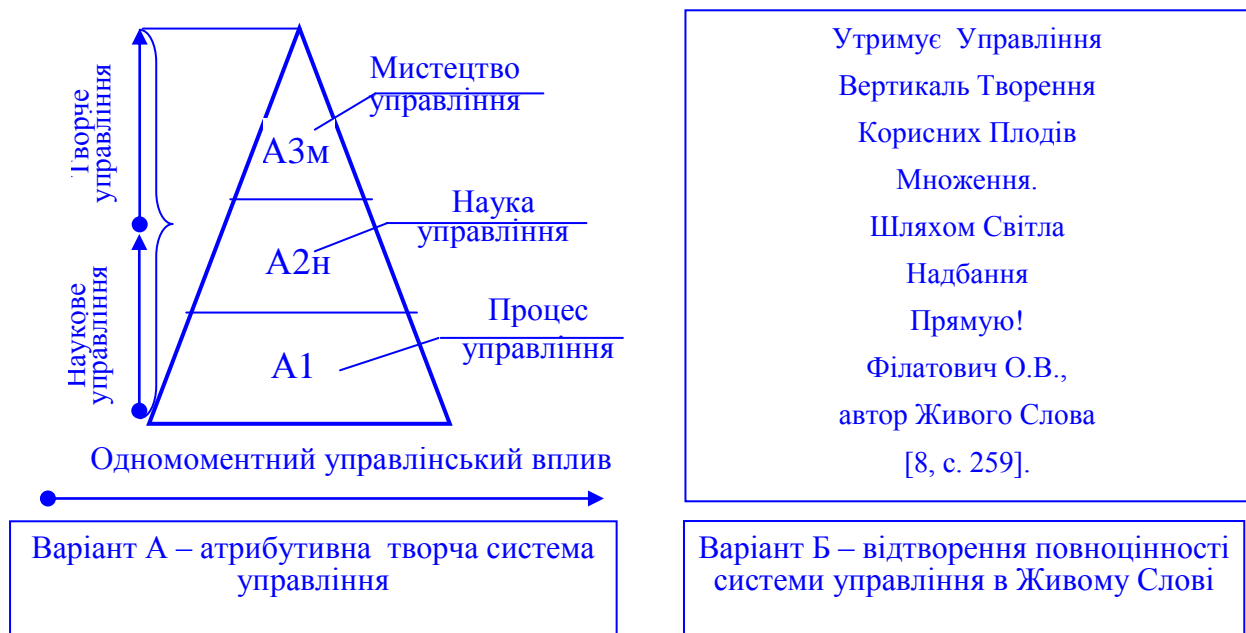 Творче
управління
Наукове
управління
Мистецтво
управління
А3м
Наука
управління
А2н
Процес
управління
А1
Одномоментний управлінський вплив
Варіант А – атрибутивна творча система
управління
Утримує Управління
Вертикаль Творення
Корисних Плодів
Множення.
Шляхом Світла
Надбання
Прямую!
Філатович О.В.,
автор Живого Слова
[8, с. 259].
Варіант Б – відтворення повноцінності
системи управління в Живому Слові